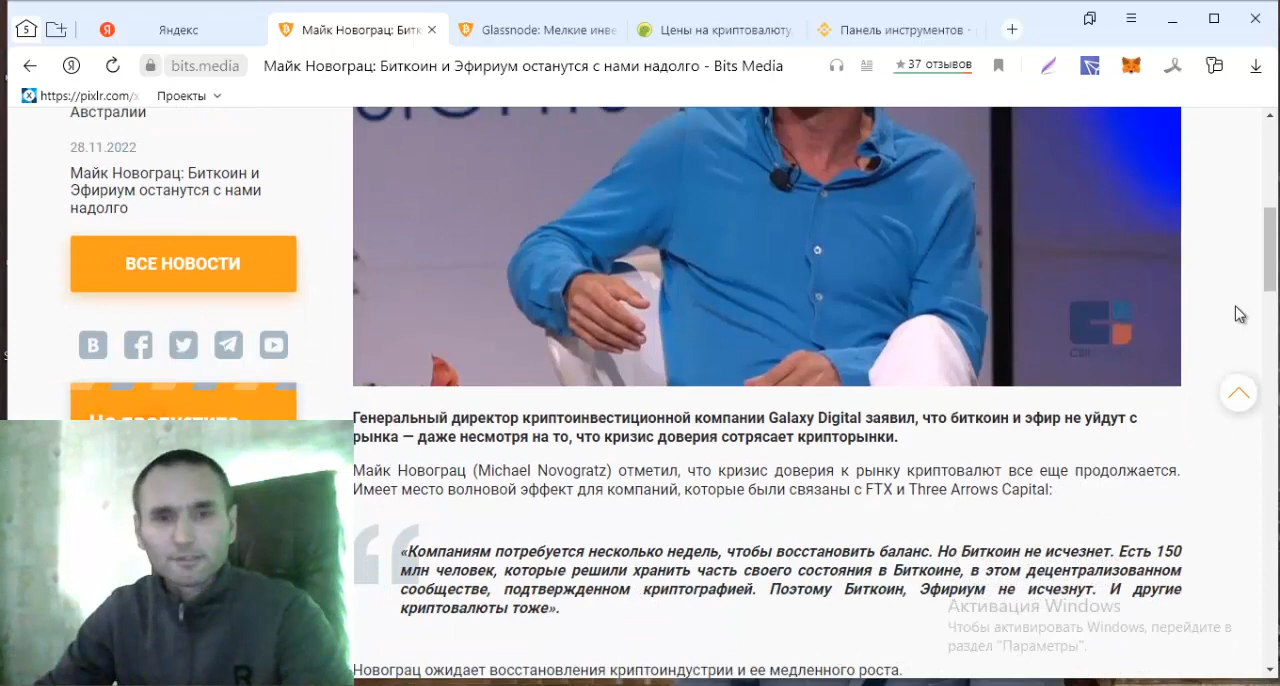 5
Яндекс
Майк Новограц: Битк
Glassnode: Мелкие инве
Цены на криптовалюту,
Панель инструментов -
bits.media
Майк Новограц: Биткоин и Эфириум останутся с нами надолго - Bits Media
★ 37 отзывов
https://pixlr.com/x
Проекты
Австралии
28.11.2022
Майк Новограц: Биткоин и
Эфириум останутся с нами
надолго
ВСЕ НОВОСТИ
Генеральный директор криптоинвестиционной компании Galaxy Digital заявил, что биткоин и эфир не уйдут с
рынка — даже несмотря на то, что кризис доверия сотрясает крипторынки.
Майк Новограц (Michael Novogratz) отметил, что кризис доверия к рынку криптовалют все еще продолжается.
Имеет место волновой эффект для компаний, которые были связаны с FTX и Three Arrows Capital:
«Компаниям потребуется несколько недель, чтобы восстановить баланс. Но Биткоин не исчезнет. Есть 150
млн человек, которые решили хранить часть своего состояния в Биткоине, в этом децентрализованном
сообществе, подтвержденном криптографией. Поэтому Биткоин, Эфириум не исчезнут. И другие
криптовалюты тоже».
Активация Windows
Чтобы активировать Windows, перейдите в
раздел "Параметры".
Новограц ожидает восстановления криптоиндустрии и ее медленного роста.